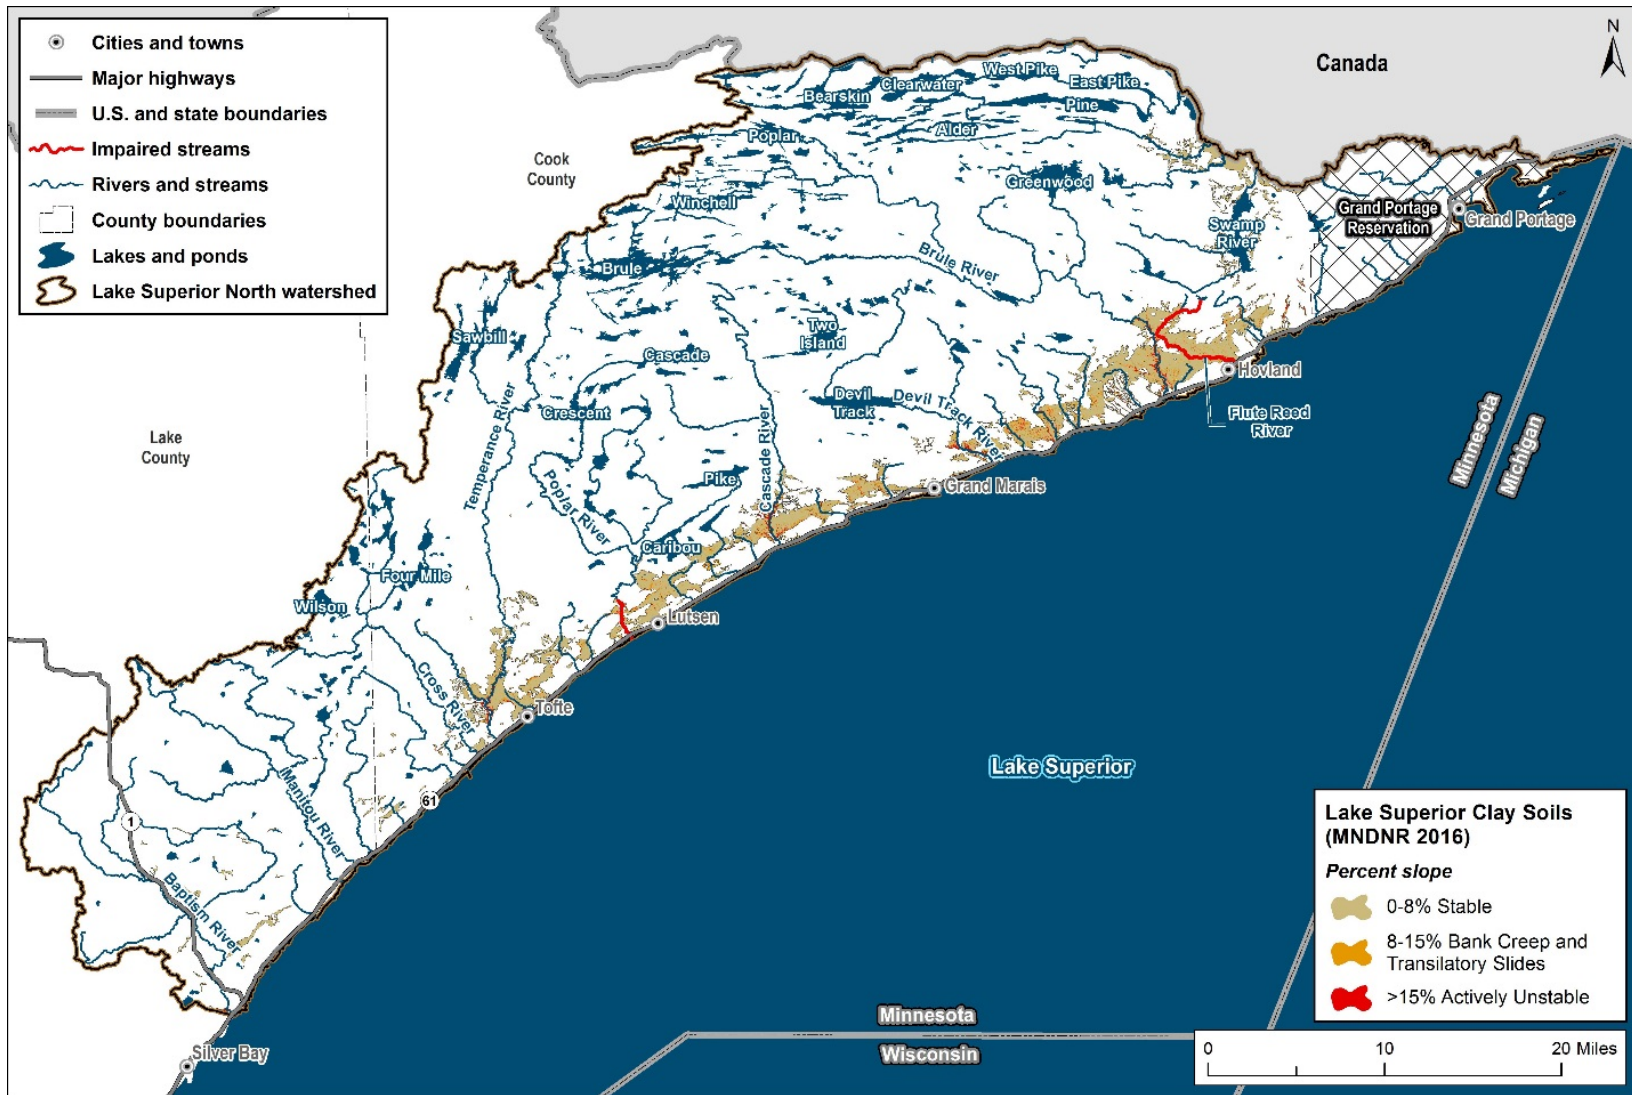 Cities and towns
Major highways
U.S. and state boundaries
Impaired streams
Rivers and streams
County boundaries
Lakes and ponds
Lake Superior North watershed
N
Canada
West Pike
Clearwater
East Pike
Bearskin
Pine
Alder
Poplar
Cook
County
Greenwood
Winchell
Grand Portage
Reservation
Grand Portage
Swamp
River
Brule River
Brule
Sawbill
Two
Island
Cascade
Hovland
Temperance River
Crescent
Devil
Track
Devil Track River
Flute Reed
River
Minnesota
Michigan
Lake
County
Cascade River
Pike
Poplar River
Grand Marais
Caribou
Four Mile
Wilson
Lutsen
Cross River
Tofte
Lake Superior
61
1
Manitou River
Baptism River
Silver Bay
Minnesota
Wisconsin
Lake Superior Clay Soils
(MNDNR 2016)
Percent slope
0-8% Stable
8-15% Bank Creep and
Transilatory Slides
>15% Actively Unstable
0 10 20 Miles